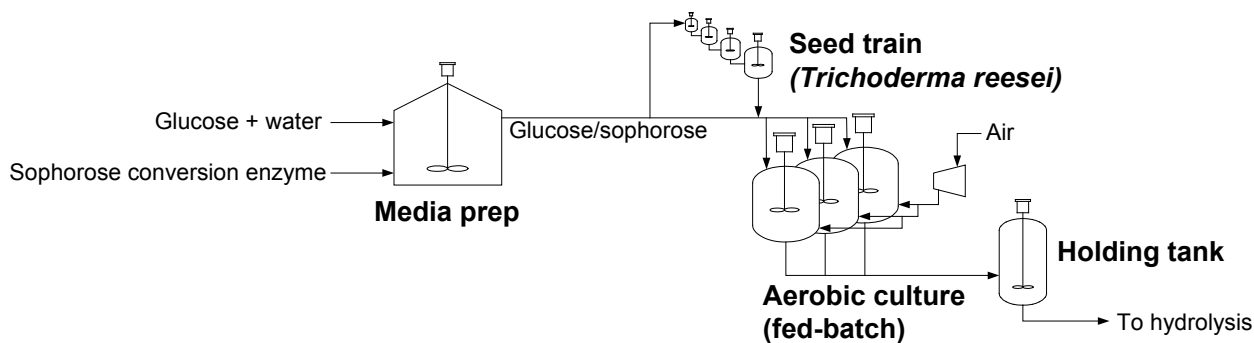 Seed train
(Trichoderma reesei)
Glucose + water
Glucose/sophorose
Air
Sophorose conversion enzyme
Media prep
Holding tank
Aerobic culture
(fed-batch)
To hydrolysis